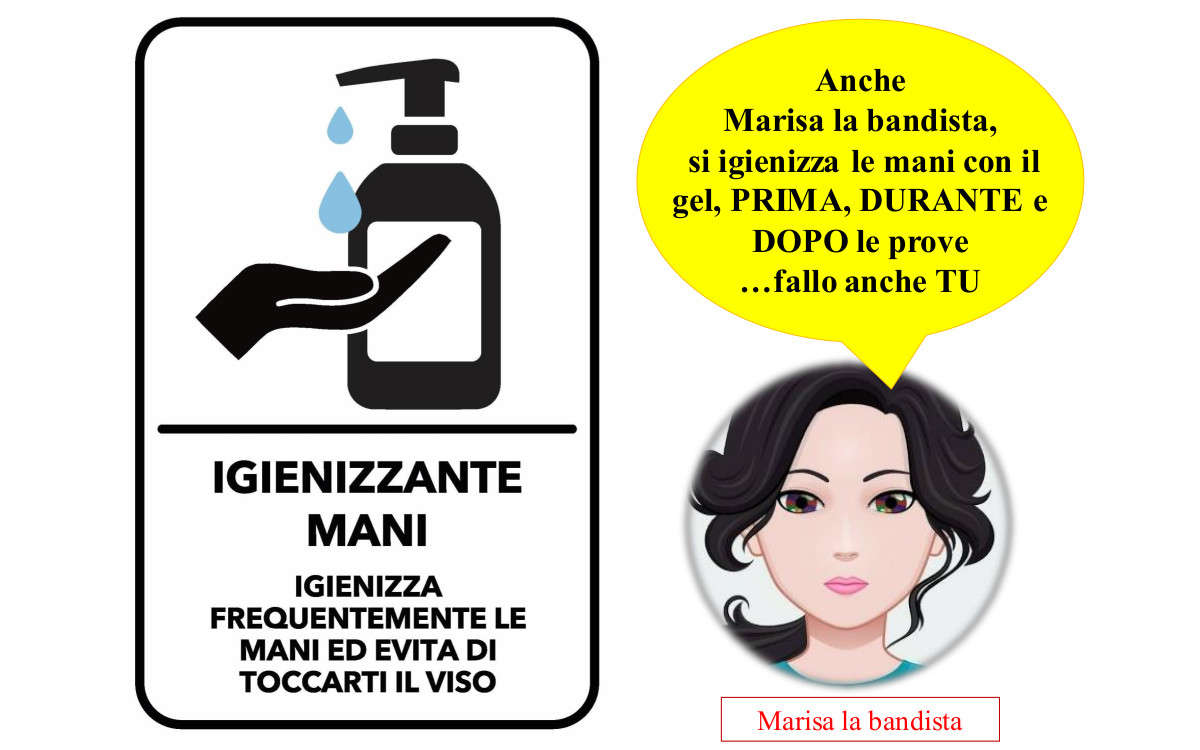 IGIENIZZANTE
MANI
IGIENIZZA
FREQUENTEMENTE LE
MANI ED EVITA DI
TOCCARTI IL VISO
Anche
Marisa la bandista,
si igienizza le mani con il
gel, PRIMA, DURANTE e
DOPO le prove
…fallo anche TU
Marisa la bandista